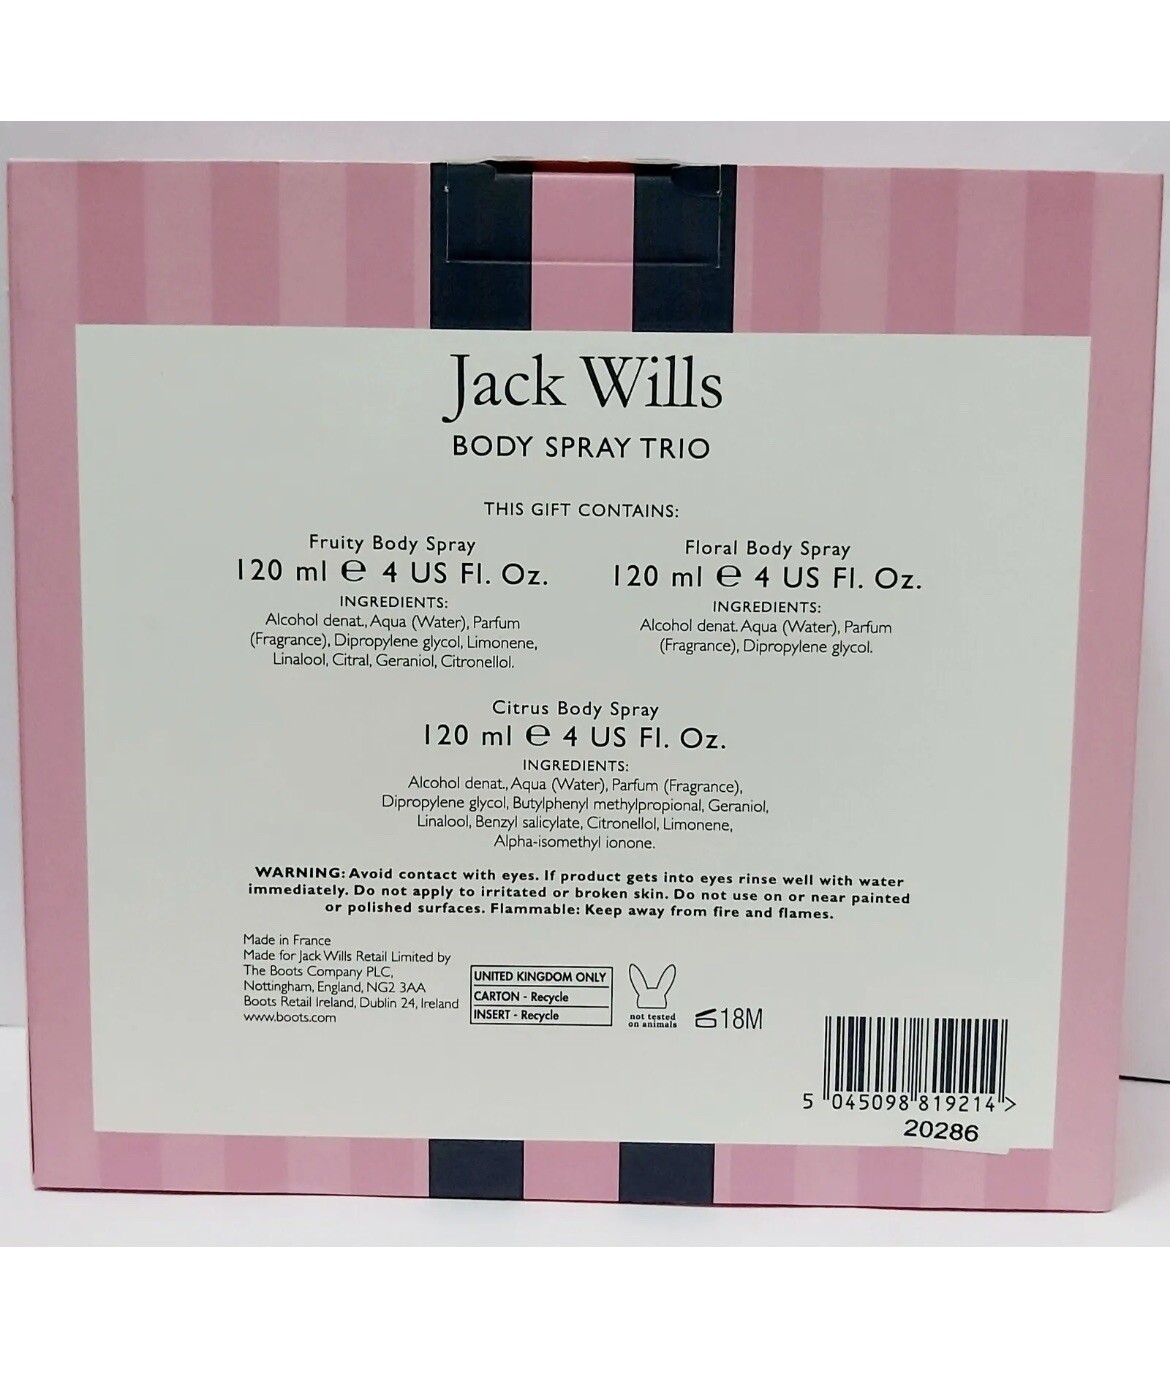 Jack Wills
BODY SPRAY TRIO
THIS GIFT CONTAINS:
Fruity Body Spray
120 ml ℮ 4 US Fl. Oz.
INGREDIENTS:
Alcohol denat., Aqua (Water), Parfum
(Fragrance), Dipropylene glycol, Limonene,
Linalool, Citral, Geraniol, Citronellol.
Floral Body Spray
120 ml ℮ 4 US Fl. Oz.
INGREDIENTS:
Alcohol denat. Aqua (Water), Parfum
(Fragrance), Dipropylene glycol.
Citrus Body Spray
120 ml ℮ 4 US Fl. Oz.
INGREDIENTS:
Alcohol denat., Aqua (Water), Parfum (Fragrance),
Dipropylene glycol, Butylphenyl methylpropional, Geraniol,
Linalool, Benzyl salicylate, Citronellol, Limonene,
Alpha-isomethyl ionone.
WARNING: Avoid contact with eyes. If product gets into eyes rinse well with water
immediately. Do not apply to irritated or broken skin. Do not use on or near painted
or polished surfaces. Flammable: Keep away from fire and flames.
Made in France
Made for Jack Wills Retail Limited by
The Boots Company PLC,
Nottingham, England, NG2 3AA
Boots Retail Ireland, Dublin 24, Ireland
www.boots.com
UNITED KINGDOM ONLY
CARTON - Recycle
INSERT - Recycle
not tested
on animals
18M
5 045098 819214 >
20286